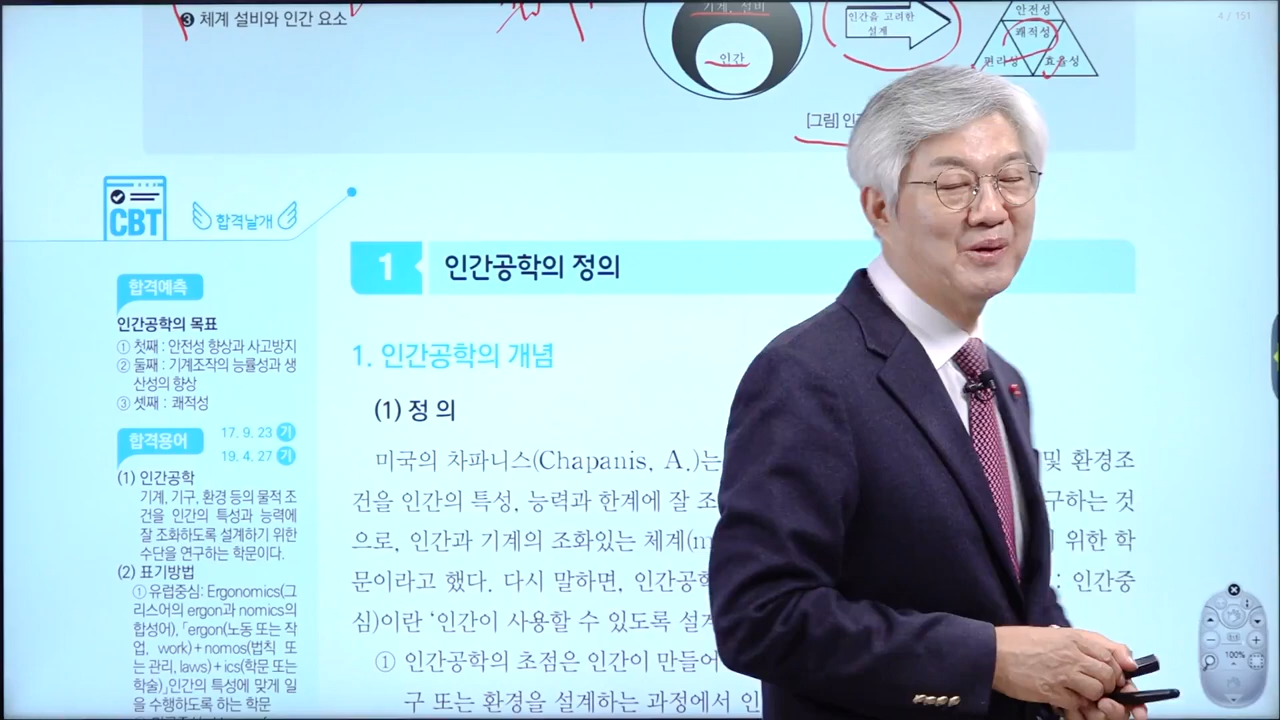 ❸ 체계 설비와 인간 요소
기계, 설비
인간
인간을 고려한
설계
안전성
쾌적성
편리성
효율성
4 / 151
[그림]
CBT
합격날개
1 인간공학의 정의
합격예측
인간공학의 목표
① 첫째 : 안전성 향상과 사고방지
② 둘째 : 기계조작의 능률성과 생
산성의 향상
③ 셋째 : 쾌적성
합격용어
17. 9. 23 기
19. 4. 27 기
(1) 인간공학
기계, 기구, 환경 등의 물적 조
건을 인간의 특성과 능력에
잘 조화하도록 설계하기 위한
수단을 연구하는 학문이다.
(2) 표기방법
① 유럽중심: Ergonomics(그
리스어의 ergon과 nomics의
합성어), 「ergon(노동 또는 작
업, work)+nomos(법칙 또
는 관리, laws)+ics(학문 또는
학술)」인간의 특성에 맞게 일
을 수행하도록 하는 학문
1. 인간공학의 개념
(1) 정 의
미국의 차파니스(Chapanis, A.)는 및 환경조
건을 인간의 특성, 능력과 한계에 잘 조 구하는 것
으로, 인간과 기계의 조화있는 체계(m 위한 학
문이라고 했다. 다시 말하면, 인간공학 : 인간중
심)이란 ‘인간이 사용할 수 있도록 설계
① 인간공학의 초점은 인간이 만들어
구 또는 환경을 설계하는 과정에서 인
100%